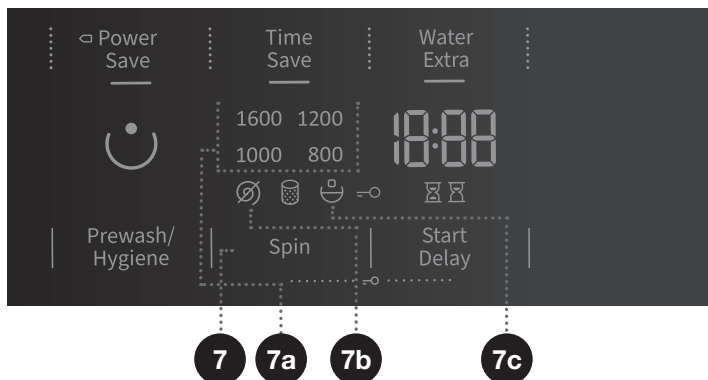 Power
Save
Time
Save
Water
Extra
1600 1200
1000 800
18:88
Prewash/
Hygiene
Spin
Start
Delay
7
7a
7b
7c